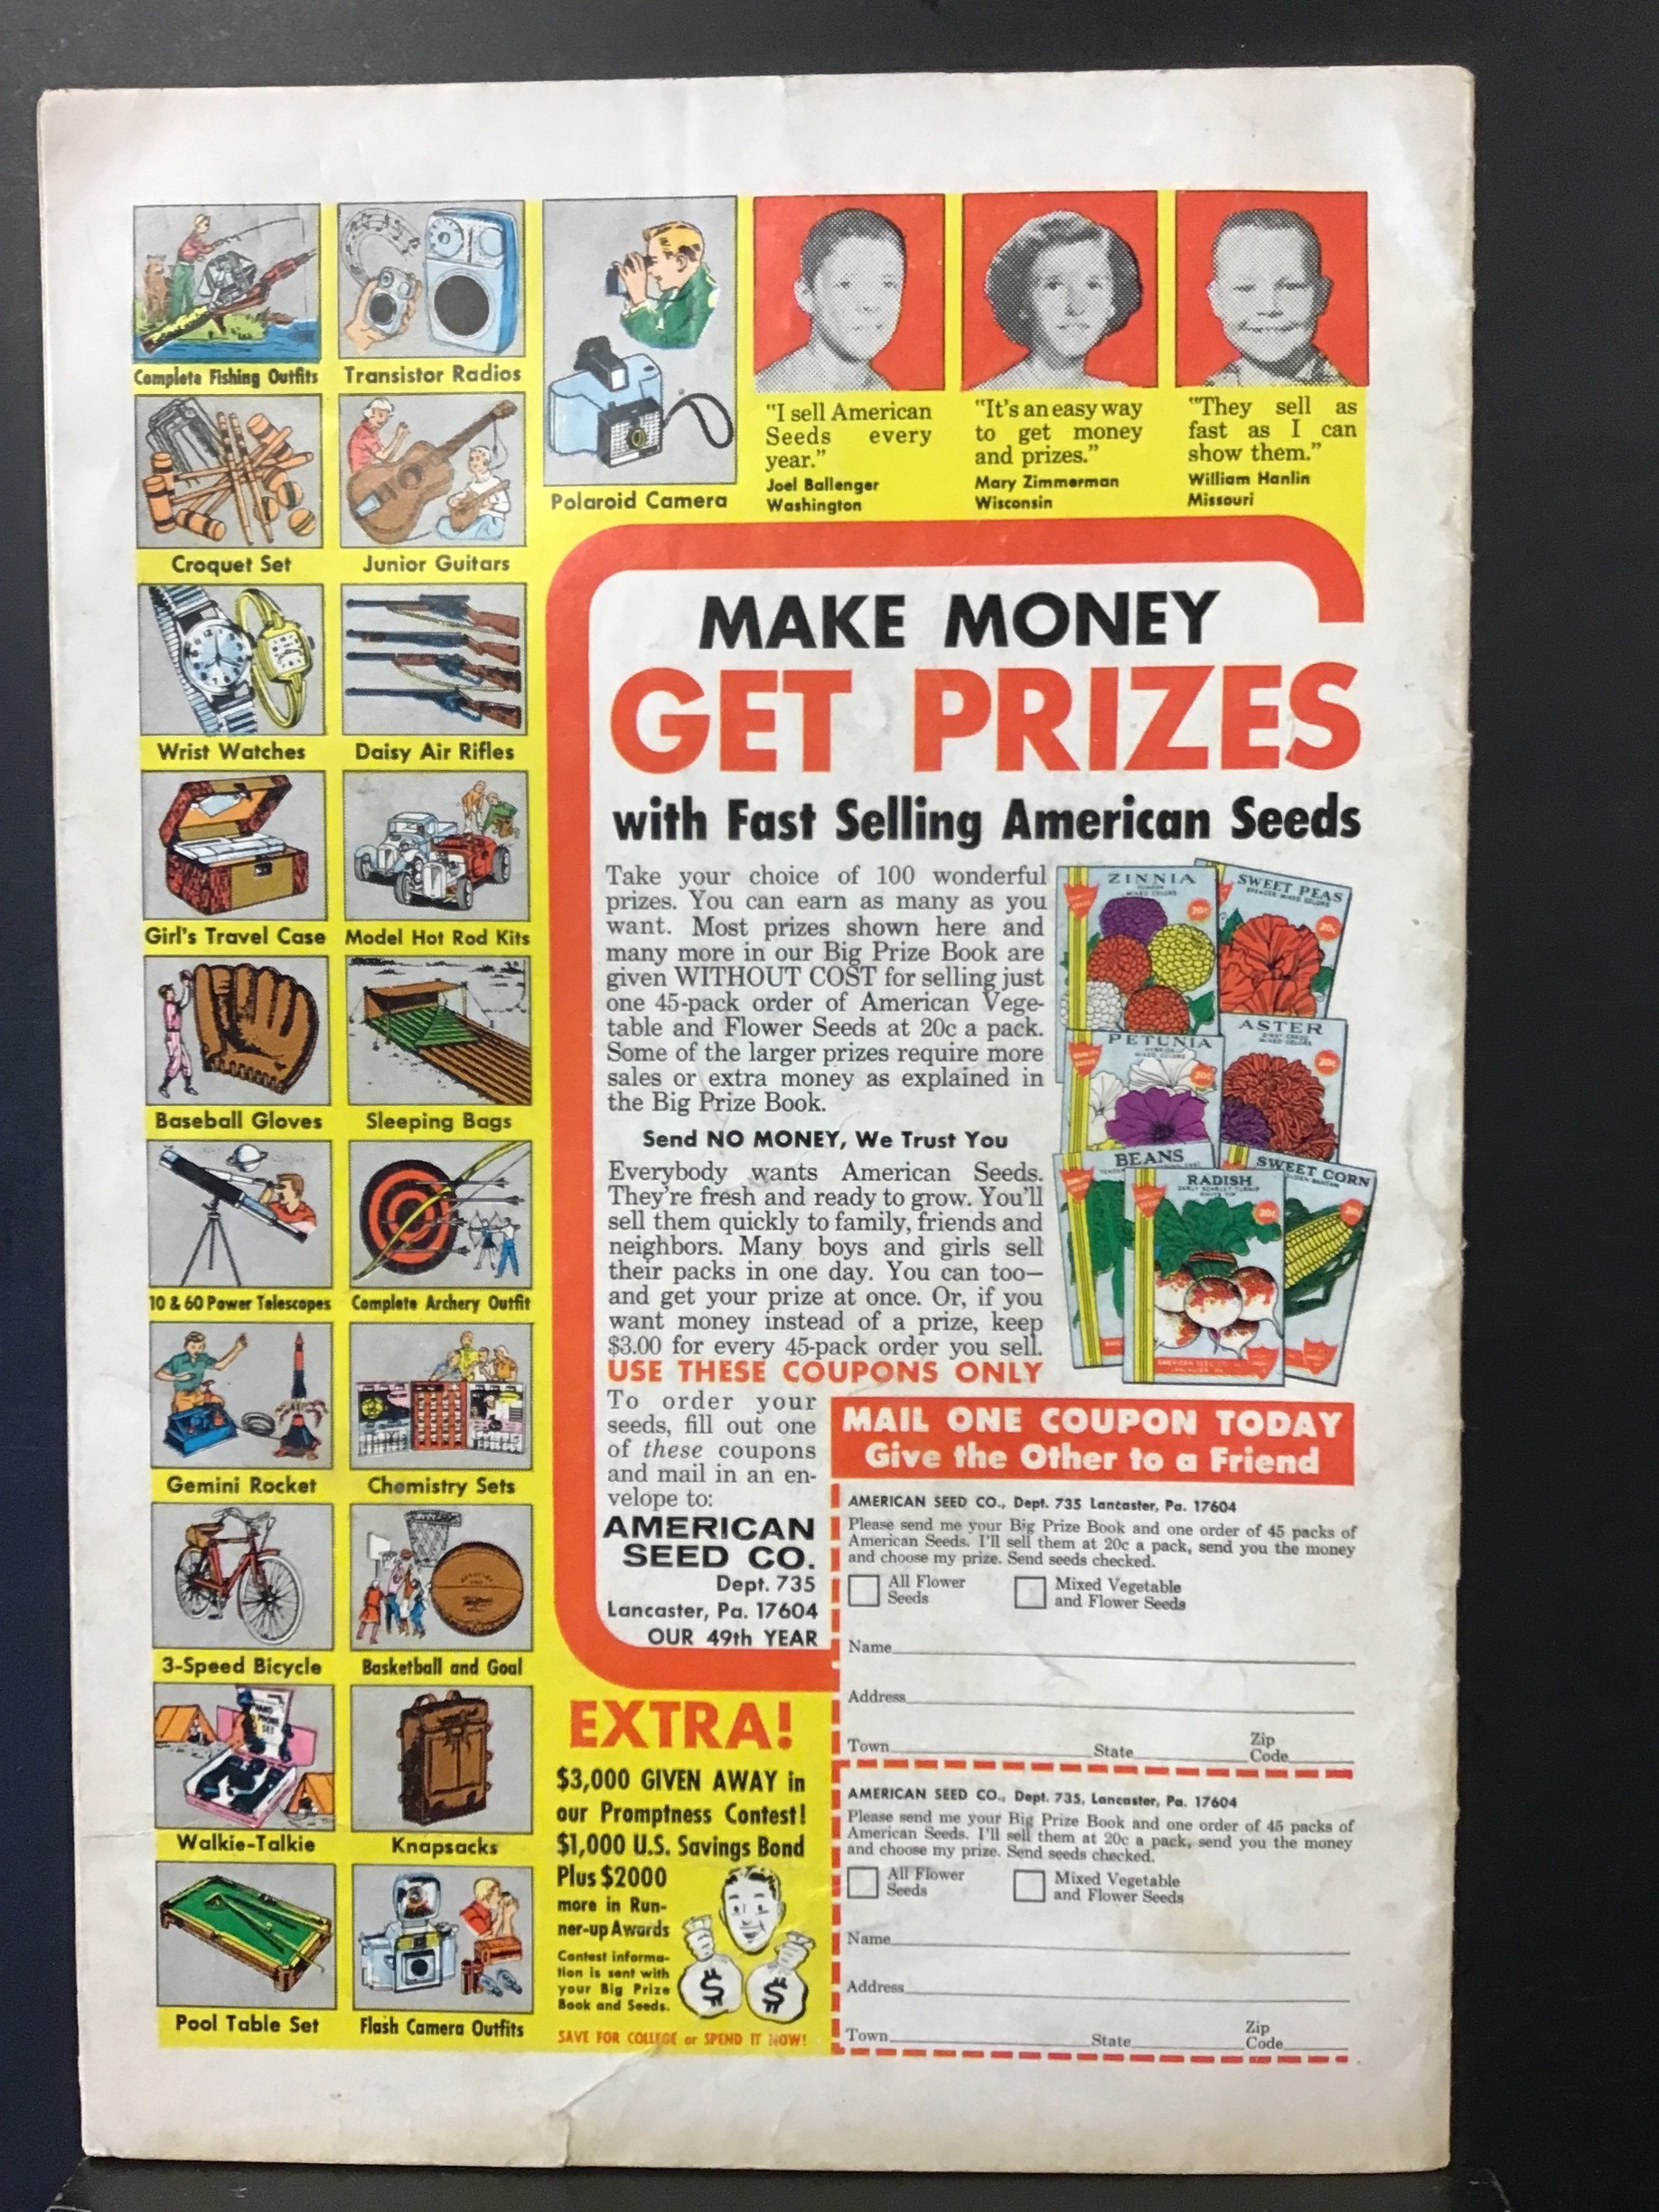 Complete Fishing Outfits
Transistor Radios
Croquet Set
Junior Guitars
Wrist Watches
Daisy Air Rifles
Girl's Travel Case
Model Hot Rod Kits
Baseball Gloves
Sleeping Bags
10 & 60 Power Telescopes
Complete Archery Outfit
Gemini Rocket
Chemistry Sets
3-Speed Bicycle
Basketball and Goal
HAND
PHONE
SET
Walkie-Talkie
Knapsacks
Pool Table Set
Flash Camera Outfits
Polaroid Camera
"I sell American
Seeds every
year."
Joel Ballenger
Washington
"It's an easy way
to get money
and prizes."
Mary Zimmerman
Wisconsin
"They sell as
fast as I can
show them."
William Hanlin
Missouri
MAKE MONEY
GET PRIZES
with Fast Selling American Seeds
Take your choice of 100 wonderful
prizes. You can earn as many as you
want. Most prizes shown here and
many more in our Big Prize Book are
given WITHOUT COST for selling just
one 45-pack order of American Vege-
table and Flower Seeds at 20c a pack.
Some of the larger prizes require more
sales or extra money as explained in
the Big Prize Book.
Send NO MONEY, We Trust You
Everybody wants American Seeds.
They're fresh and ready to grow. You'll
sell them quickly to family, friends and
neighbors. Many boys and girls sell
their packs in one day. You can too—
and get your prize at once. Or, if you
want money instead of a prize, keep
$3.00 for every 45-pack order you sell.
USE THESE COUPONS ONLY
To order your
seeds, fill out one
of these coupons
and mail in an en-
velope to:
AMERICAN
SEED CO.
Dept. 735
Lancaster, Pa. 17604
OUR 49th YEAR
ZINNIA
MIXED COLORS
20c
SWEET PEAS
SPENCER MIXED COLORS
20c
PETUNIA
MIXED COLORS
20c
ASTER
MIXED COLORS
20c
BEANS
RADISH
20c
SWEET CORN
20c
MAIL ONE COUPON TODAY
Give the Other to a Friend
AMERICAN SEED CO., Dept. 735 Lancaster, Pa. 17604
Please send me your Big Prize Book and one order of 45 packs of
American Seeds. I'll sell them at 20c a pack, send you the money
and choose my prize. Send seeds checked.
All Flower
Seeds
Mixed Vegetable
and Flower Seeds
Name
Address
Town State Zip Code
AMERICAN SEED CO., Dept. 735, Lancaster, Pa. 17604
Please send me your Big Prize Book and one order of 45 packs of
American Seeds. I'll sell them at 20c a pack, send you the money
and choose my prize. Send seeds checked.
All Flower
Seeds
Mixed Vegetable
and Flower Seeds
Name
Address
Town State Zip Code
EXTRA!
$3,000 GIVEN AWAY in
our Promptness Contest!
$1,000 U.S. Savings Bond
Plus $2000
more in Run-
ner-up Awards
Contest informa-
tion is sent with
your Big Prize
Book and Seeds.
$ $
SAVE FOR COLLEGE or SPEND IT NOW!